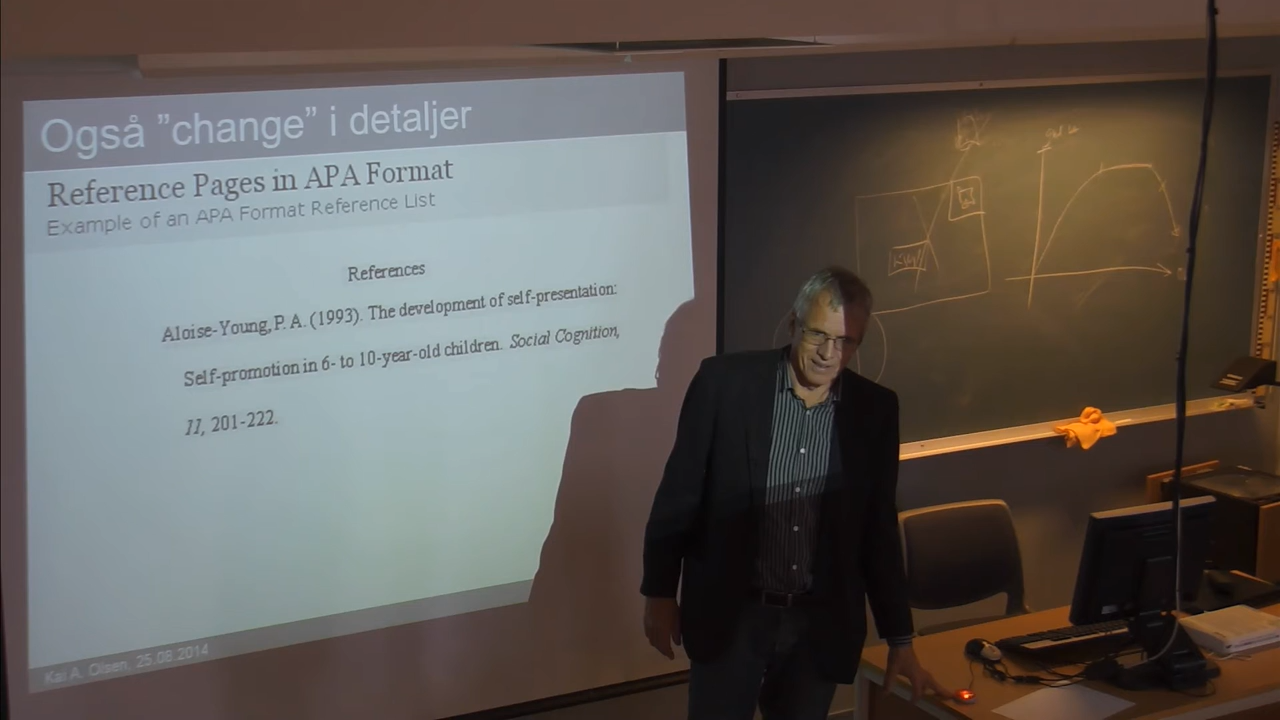 Også ”change” i detaljer
Reference Pages in APA Format
Example of an APA Format Reference List
References
Aloise-Young, P. A. (1993). The development of self-presentation:
Self-promotion in 6- to 10-year-old children. Social Cognition,
11, 201-222.
Kai A. Olsen, 25.08.2014